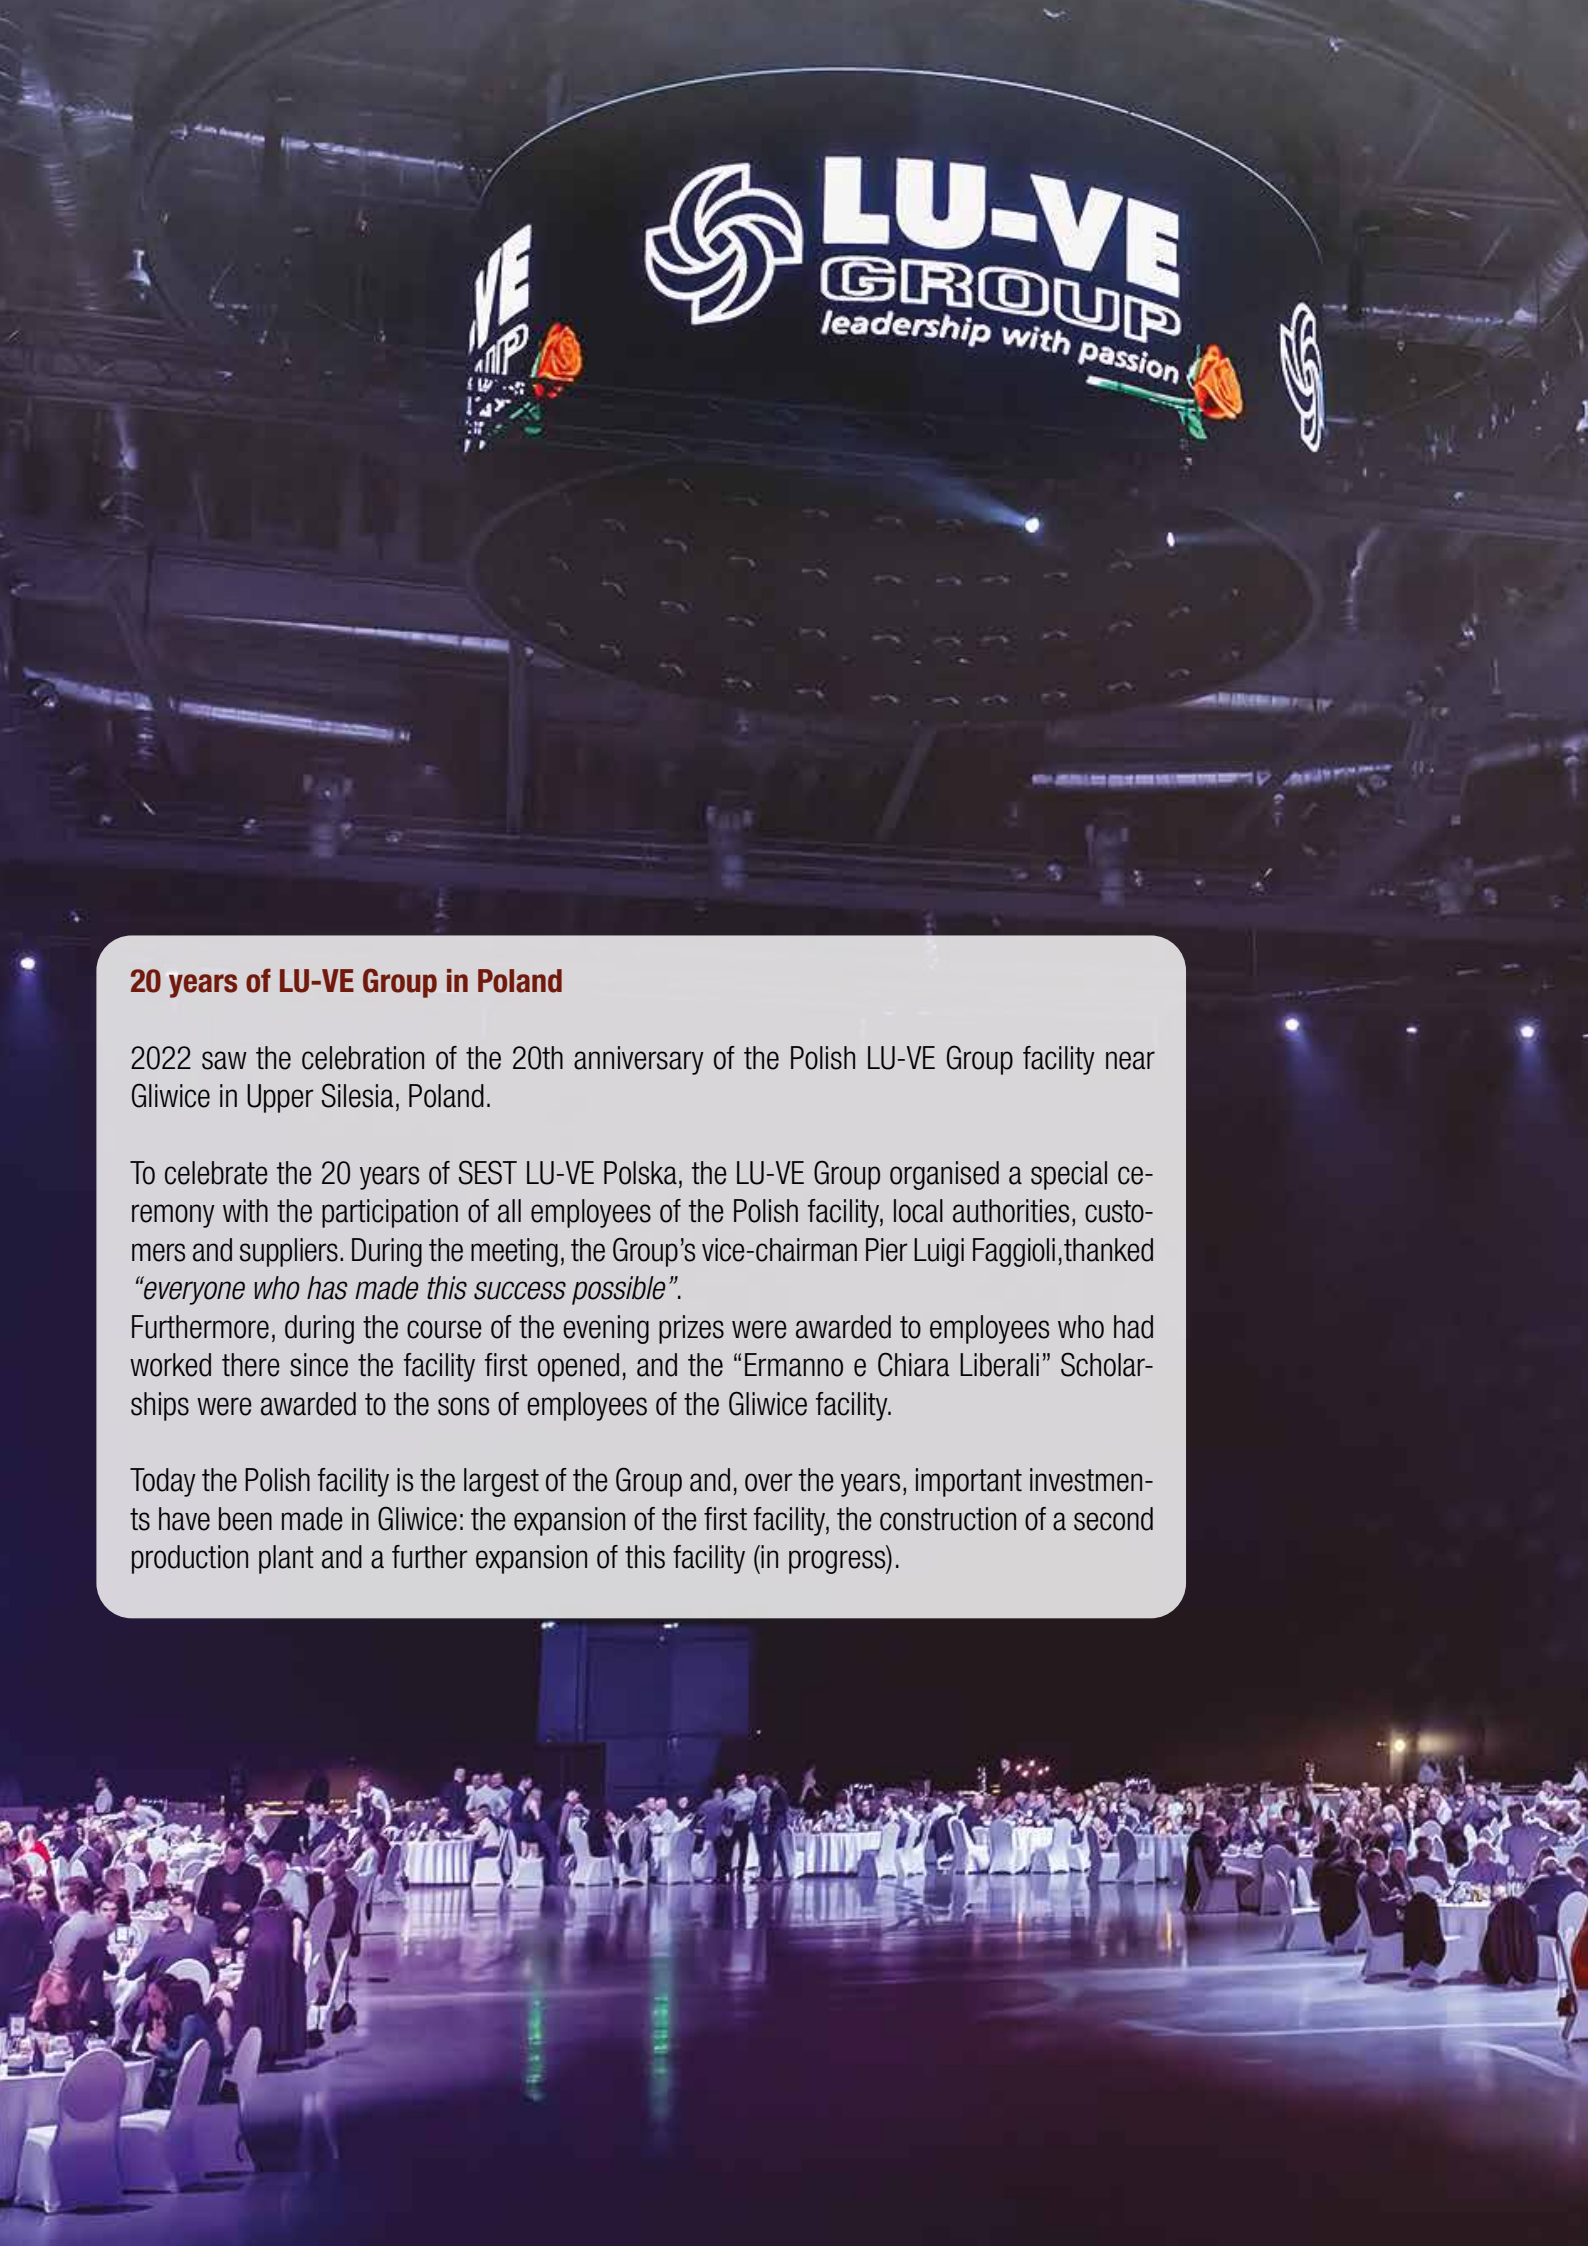 LU-VE
GROUP
leadership with passion
VE
20 years of LU-VE Group in Poland
2022 saw the celebration of the 20th anniversary of the Polish LU-VE Group facility near
Gliwice in Upper Silesia, Poland.
To celebrate the 20 years of SEST LU-VE Polska, the LU-VE Group organised a special ce-
remony with the participation of all employees of the Polish facility, local authorities, custo-
mers and suppliers. During the meeting, the Group's vice-chairman Pier Luigi Faggioli,thanked
“everyone who has made this success possible”.
Furthermore, during the course of the evening prizes were awarded to employees who had
worked there since the facility first opened, and the “Ermanno e Chiara Liberali” Scholar-
ships were awarded to the sons of employees of the Gliwice facility.
Today the Polish facility is the largest of the Group and, over the years, important investmen-
ts have been made in Gliwice: the expansion of the first facility, the construction of a second
production plant and a further expansion of this facility (in progress).